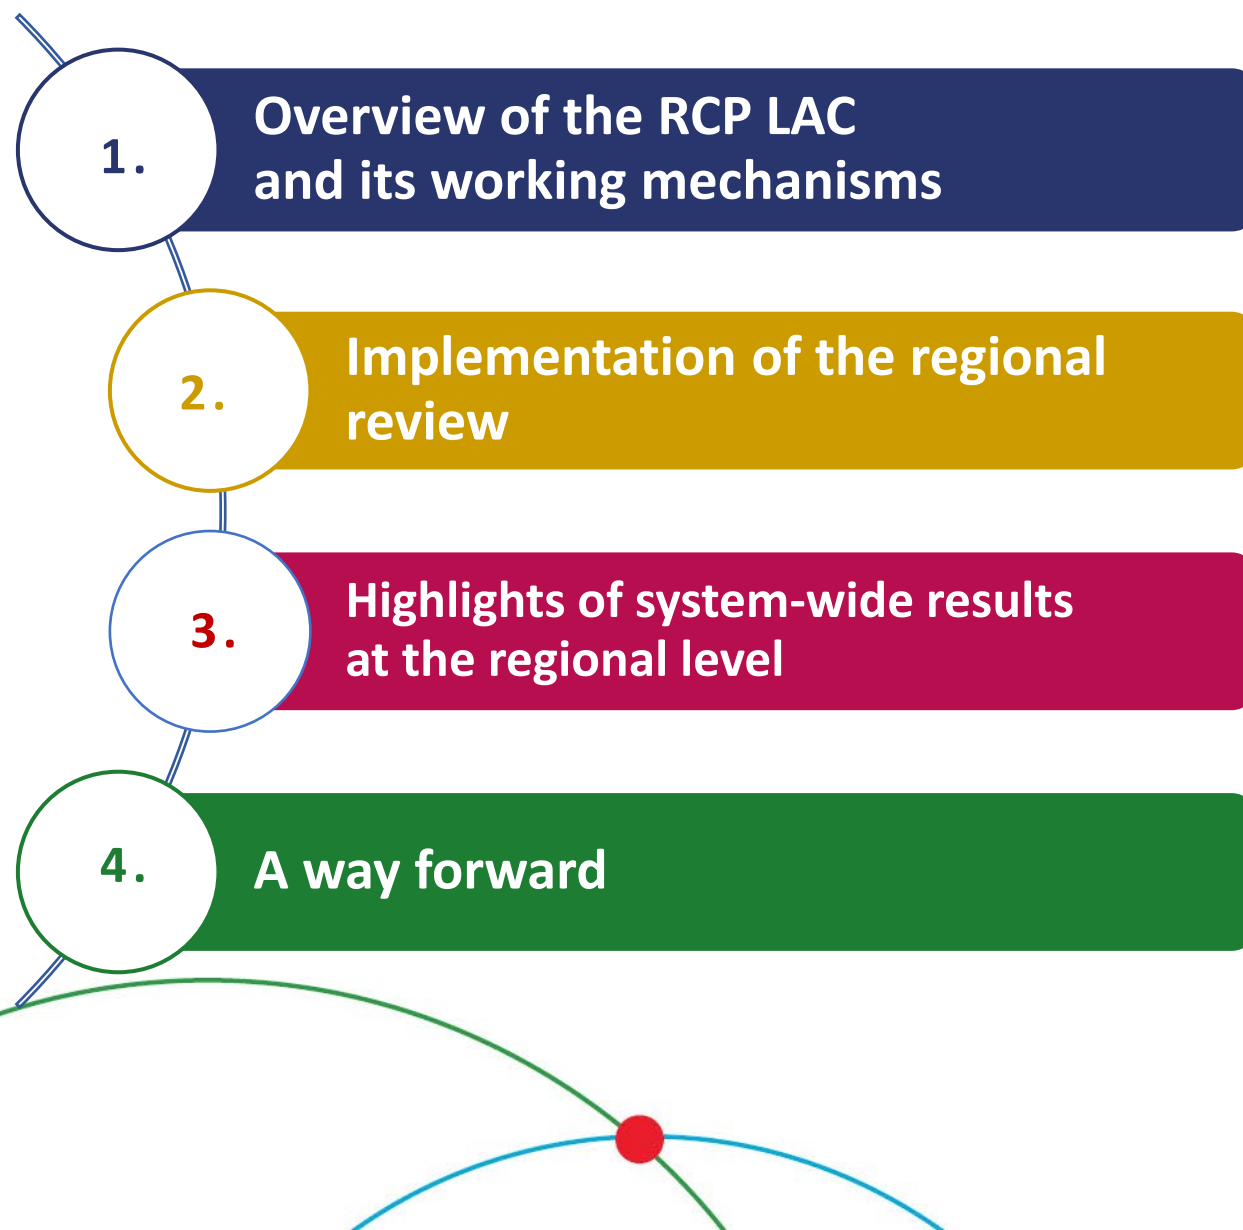 1.
Overview of the RCP LAC
and its working mechanisms
2.
Implementation of the regional
review
3.
Highlights of system-wide results
at the regional level
4.
A way forward